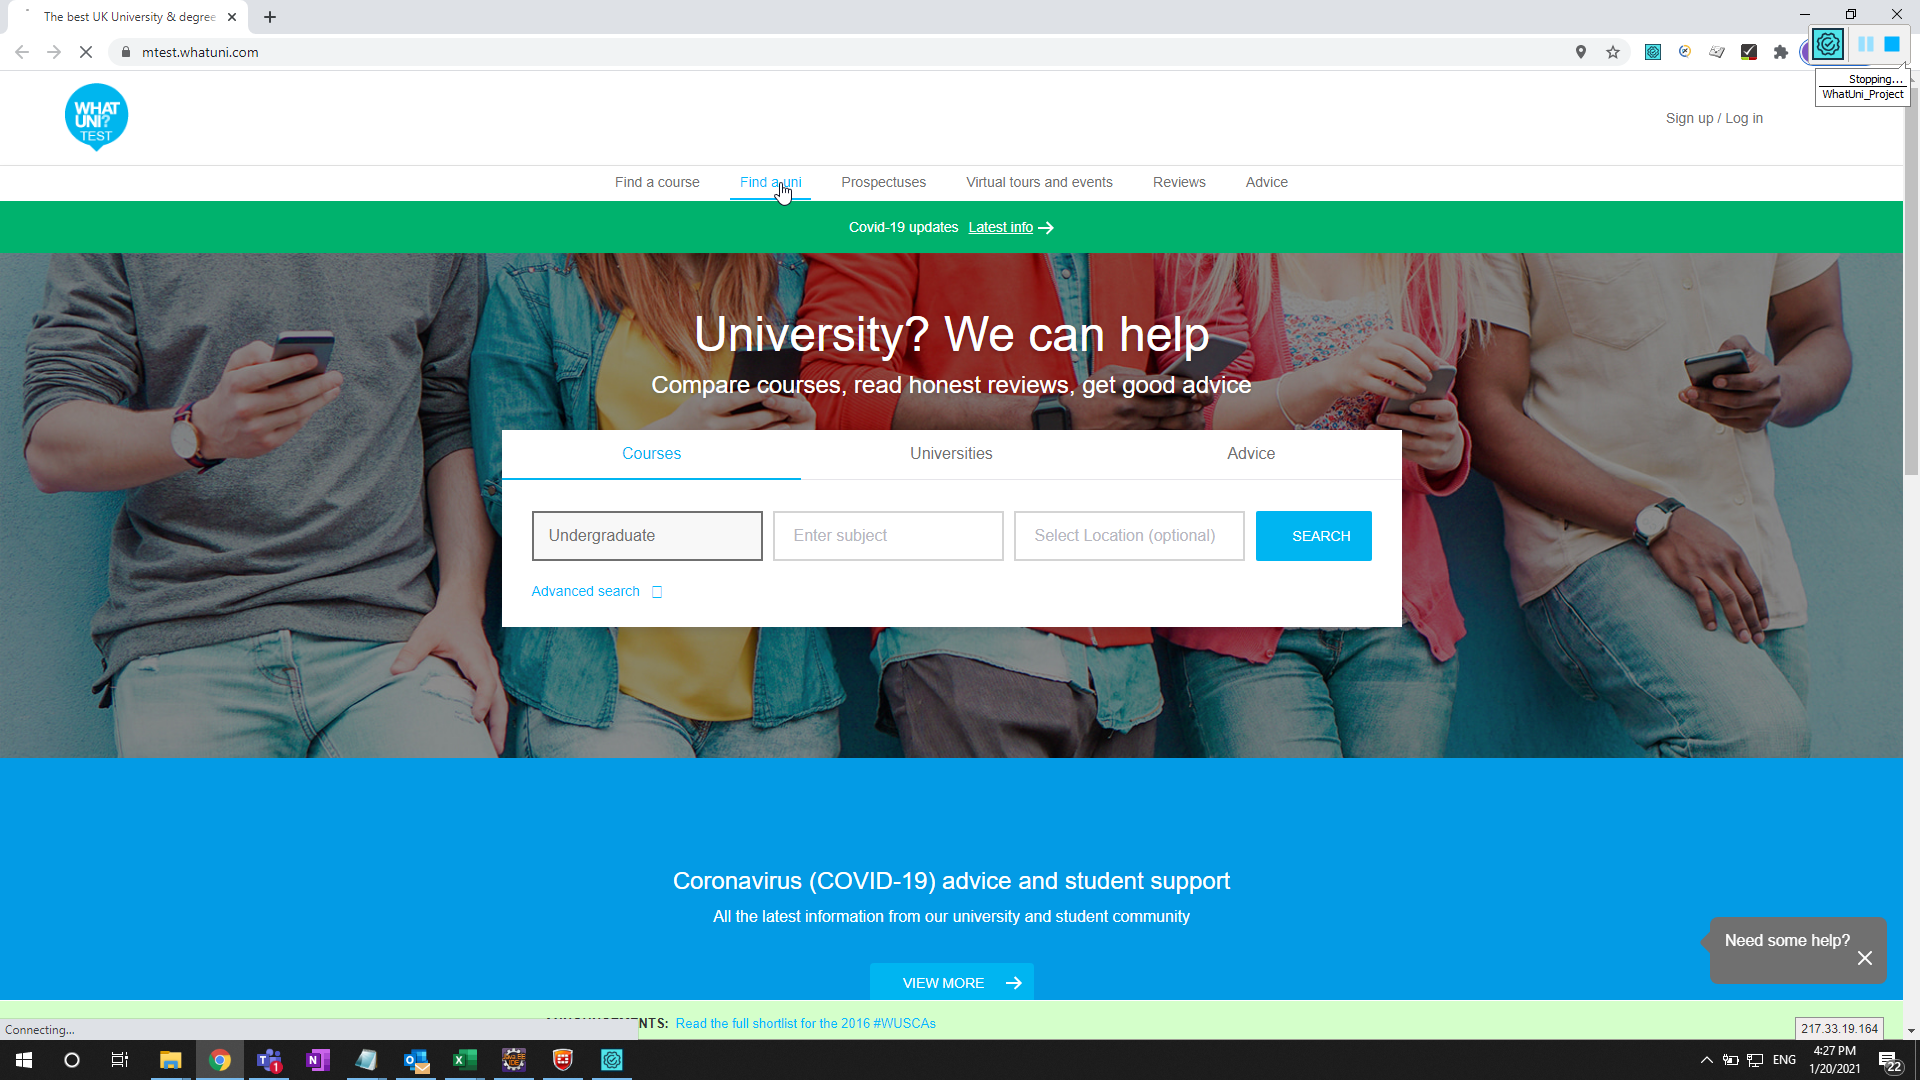 The best UK University & degree
mtest.whatuni.com
Stopping...
WhatUni_Project
WHAT
UNI?
TEST
Sign up / Log in
Find a course
Find a uni
Prospectuses
Virtual tours and events
Reviews
Advice
Covid-19 updates Latest info
University? We can help
Compare courses, read honest reviews, get good advice
Courses
Universities
Advice
Undergraduate
Enter subject
Select Location (optional)
SEARCH
Advanced search
Coronavirus (COVID-19) advice and student support
All the latest information from our university and student community
VIEW MORE
Need some help?
Read the full shortlist for the 2016 #WUSCAs
Connecting...
217.33.19.164
1
ENG
4:27 PM
1/20/2021
22